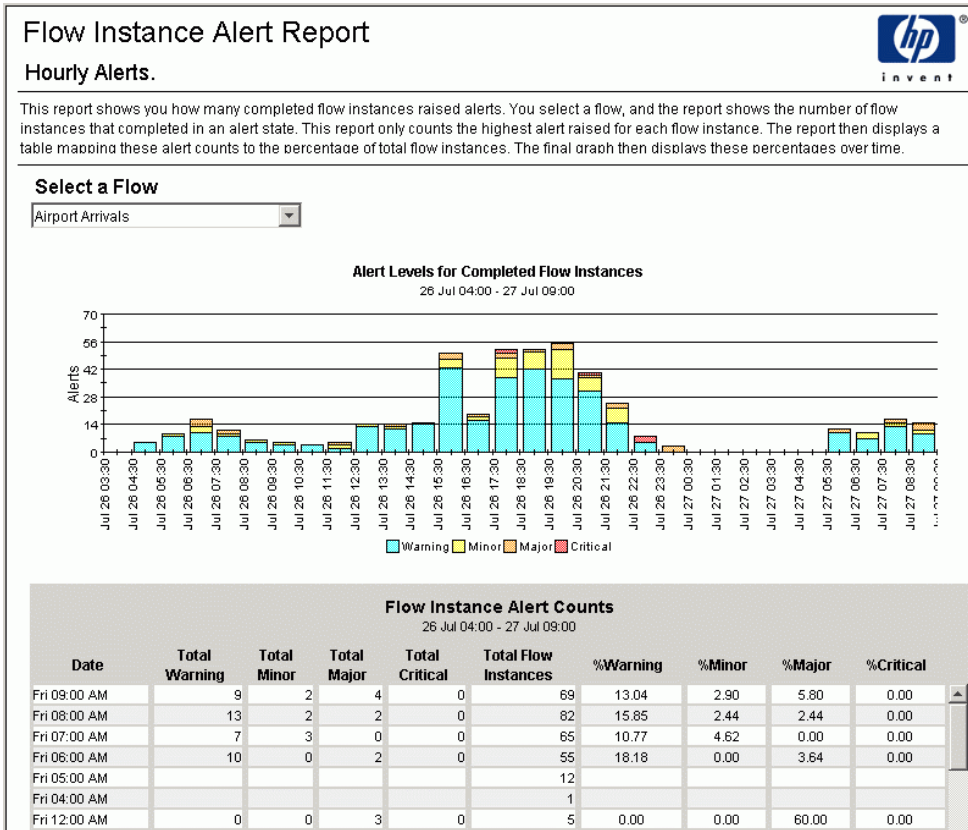 Flow Instance Alert Report
hp
®
invent
Hourly Alerts.
This report shows you how many completed flow instances raised alerts. You select a flow, and the report shows the number of flow
instances that completed in an alert state. This report only counts the highest alert raised for each flow instance. The report then displays a
table mapping these alert counts to the percentage of total flow instances. The final graph then displays these percentages over time.
Select a Flow
Airport Arrivals
Alert Levels for Completed Flow Instances
26 Jul 04:00 - 27 Jul 09:00
Alerts
70
56
42
28
14
0
Jul 26 03:30
Jul 26 04:30
Jul 26 05:30
Jul 26 06:30
Jul 26 07:30
Jul 26 08:30
Jul 26 09:30
Jul 26 10:30
Jul 26 11:30
Jul 26 12:30
Jul 26 13:30
Jul 26 14:30
Jul 26 15:30
Jul 26 16:30
Jul 26 17:30
Jul 26 18:30
Jul 26 19:30
Jul 26 20:30
Jul 26 21:30
Jul 26 22:30
Jul 26 23:30
Jul 27 00:30
Jul 27 01:30
Jul 27 02:30
Jul 27 03:30
Jul 27 04:30
Jul 27 05:30
Jul 27 06:30
Jul 27 07:30
Jul 27 08:30
Warning Minor Major Critical
Flow Instance Alert Counts
26 Jul 04:00 - 27 Jul 09:00
Date Total Warning Total Minor Total Major Total Critical Total Flow Instances %Warning %Minor %Major %Critical
Fri 09:00 AM 9 2 4 0 69 13.04 2.90 5.80 0.00
Fri 08:00 AM 13 2 2 0 82 15.85 2.44 2.44 0.00
Fri 07:00 AM 7 3 0 0 65 10.77 4.62 0.00 0.00
Fri 06:00 AM 10 0 2 0 55 18.18 0.00 3.64 0.00
Fri 05:00 AM 12
Fri 04:00 AM 1
Fri 12:00 AM 0 0 3 0 5 0.00 0.00 60.00 0.00